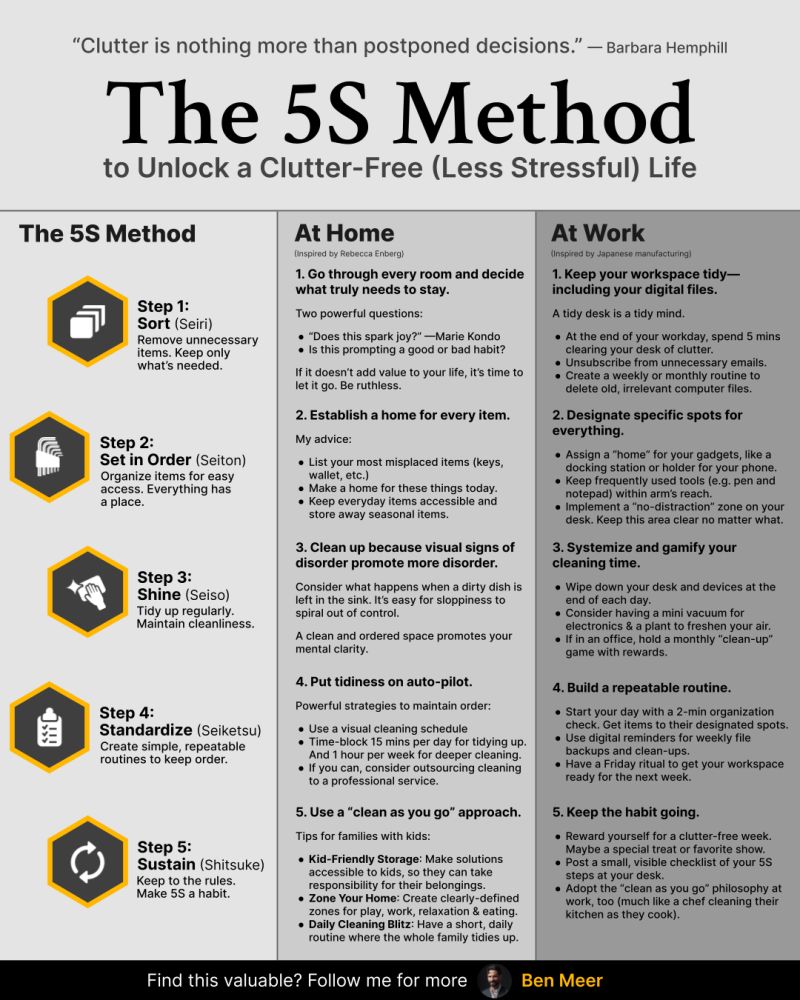 “Clutter is nothing more than postponed decisions.” — Barbara Hemphill
The 5S Method
to Unlock a Clutter-Free (Less Stressful) Life
The 5S Method
Step 1:
Sort (Seiri)
Remove unnecessary
items. Keep only
what’s needed.
Step 2:
Set in Order (Seiton)
Organize items for easy
access. Everything has
a place.
Step 3:
Shine (Seiso)
Tidy up regularly.
Maintain cleanliness.
Step 4:
Standardize (Seiketsu)
Create simple, repeatable
routines to keep order.
Step 5:
Sustain (Shitsuke)
Keep to the rules.
Make 5S a habit.
At Home
(Inspired by Rebecca Enberg)
1. Go through every room and decide
what truly needs to stay.
Two powerful questions:
• “Does this spark joy?” —Marie Kondo
• Is this prompting a good or bad habit?
If it doesn’t add value to your life, it’s time to
let it go. Be ruthless.
2. Establish a home for every item.
My advice:
• List your most misplaced items (keys,
wallet, etc.)
• Make a home for these things today.
• Keep everyday items accessible and
store away seasonal items.
3. Clean up because visual signs of
disorder promote more disorder.
Consider what happens when a dirty dish is
left in the sink. It’s easy for sloppiness to
spiral out of control.
A clean and ordered space promotes your
mental clarity.
4. Put tidiness on auto-pilot.
Powerful strategies to maintain order:
• Use a visual cleaning schedule
• Time-block 15 mins per day for tidying up.
And 1 hour per week for deeper cleaning.
• If you can, consider outsourcing cleaning
to a professional service.
5. Use a “clean as you go” approach.
Tips for families with kids:
• Kid-Friendly Storage: Make solutions
accessible to kids, so they can take
responsibility for their belongings.
• Zone Your Home: Create clearly-defined
zones for play, work, relaxation & eating.
• Daily Cleaning Blitz: Have a short, daily
routine where the whole family tidies up.
At Work
(Inspired by Japanese manufacturing)
1. Keep your workspace tidy—
including your digital files.
A tidy desk is a tidy mind.
• At the end of your workday, spend 5 mins
clearing your desk of clutter.
• Unsubscribe from unnecessary emails.
• Create a weekly or monthly routine to
delete old, irrelevant computer files.
2. Designate specific spots for
everything.
• Assign a “home” for your gadgets, like a
docking station or holder for your phone.
• Keep frequently used tools (e.g. pen and
notepad) within arm’s reach.
• Implement a “no-distraction” zone on your
desk. Keep this area clear no matter what.
3. Systemize and gamify your
cleaning time.
• Wipe down your desk and devices at the
end of each day.
• Consider having a mini vacuum for
electronics & a plant to freshen your air.
• If in an office, hold a monthly “clean-up”
game with rewards.
4. Build a repeatable routine.
• Start your day with a 2-min organization
check. Get items to their designated spots.
• Use digital reminders for weekly file
backups and clean-ups.
• Have a Friday ritual to get your workspace
ready for the next week.
5. Keep the habit going.
• Reward yourself for a clutter-free week.
Maybe a special treat or favorite show.
• Post a small, visible checklist of your 5S
steps at your desk.
• Adopt the “clean as you go” philosophy at
work, too (much like a chef cleaning their
kitchen as they cook).
Find this valuable? Follow me for more Ben Meer